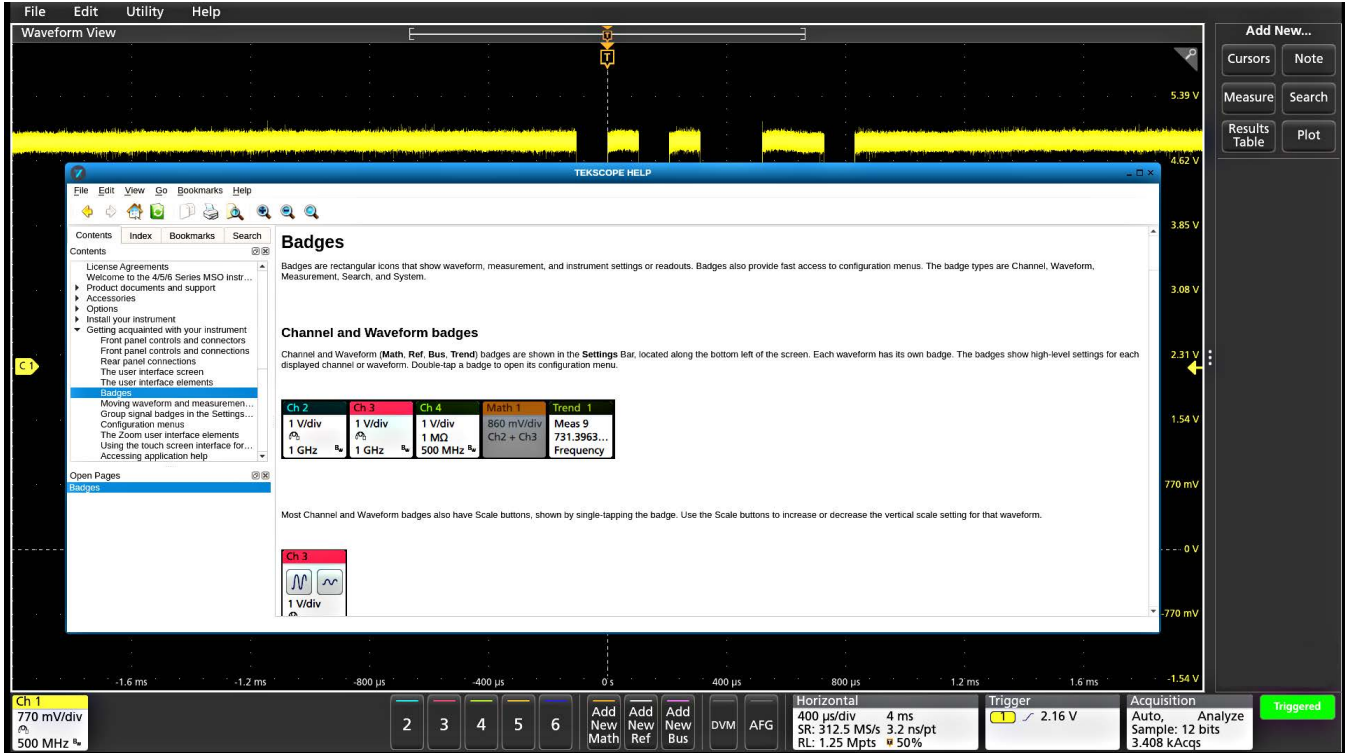 File Edit Utility Help
Waveform View
T
T
5.39 V
4.62 V
3.85 V
3.08 V
2.31 V
1.54 V
770 mV
0 V
-770 mV
-1.54 V
C 1
TEKSCOPE HELP
File Edit View Go Bookmarks Help
Contents Index Bookmarks Search
Contents
License Agreements
Welcome to the 4/5/6 Series MSO instr...
Product documents and support
Accessories
Options
Install your instrument
Getting acquainted with your instrument
Front panel controls and connectors
Front panel controls and connections
Rear panel connections
The user interface screen
The user interface elements
Badges
Moving waveform and measuremen...
Group signal badges in the Settings...
Configuration menus
The Zoom user interface elements
Using the touch screen interface for...
Accessing application help
Open Pages
Badges
Badges
Badges are rectangular icons that show waveform, measurement, and instrument settings or readouts. Badges also provide fast access to configuration menus. The badge types are Channel, Waveform,
Measurement, Search, and System.
Channel and Waveform badges
Channel and Waveform (Math, Ref, Bus, Trend) badges are shown in the Settings Bar, located along the bottom left of the screen. Each waveform has its own badge. The badges show high-level settings for each
displayed channel or waveform. Double-tap a badge to open its configuration menu.
Ch 2 Ch 3 Ch 4 Math 1 Trend 1
1 V/div 1 V/div 1 V/div 860 mV/div Meas 9
1 MΩ Ch2 + Ch3 731.3963...
1 GHz Bw 1 GHz Bw 500 MHz Bw Frequency
Most Channel and Waveform badges also have Scale buttons, shown by single-tapping the badge. Use the Scale buttons to increase or decrease the vertical scale setting for that waveform.
Ch 3
1 V/div
-1.6 ms -1.2 ms -800 µs -400 µs 0 s 400 µs 800 µs 1.2 ms 1.6 ms
Add New...
Cursors Note
Measure Search
Results
Table
Plot
Ch 1
770 mV/div
500 MHz Bw
2 3 4 5 6
Add
New
Math
Add
New
Ref
Add
New
Bus
DVM AFG
Horizontal
400 µs/div 4 ms
SR: 312.5 MS/s 3.2 ns/pt
RL: 1.25 Mpts 50%
Trigger
1 2.16 V
Acquisition
Auto, Analyze
Sample: 12 bits
3.408 kAcqs
Triggered